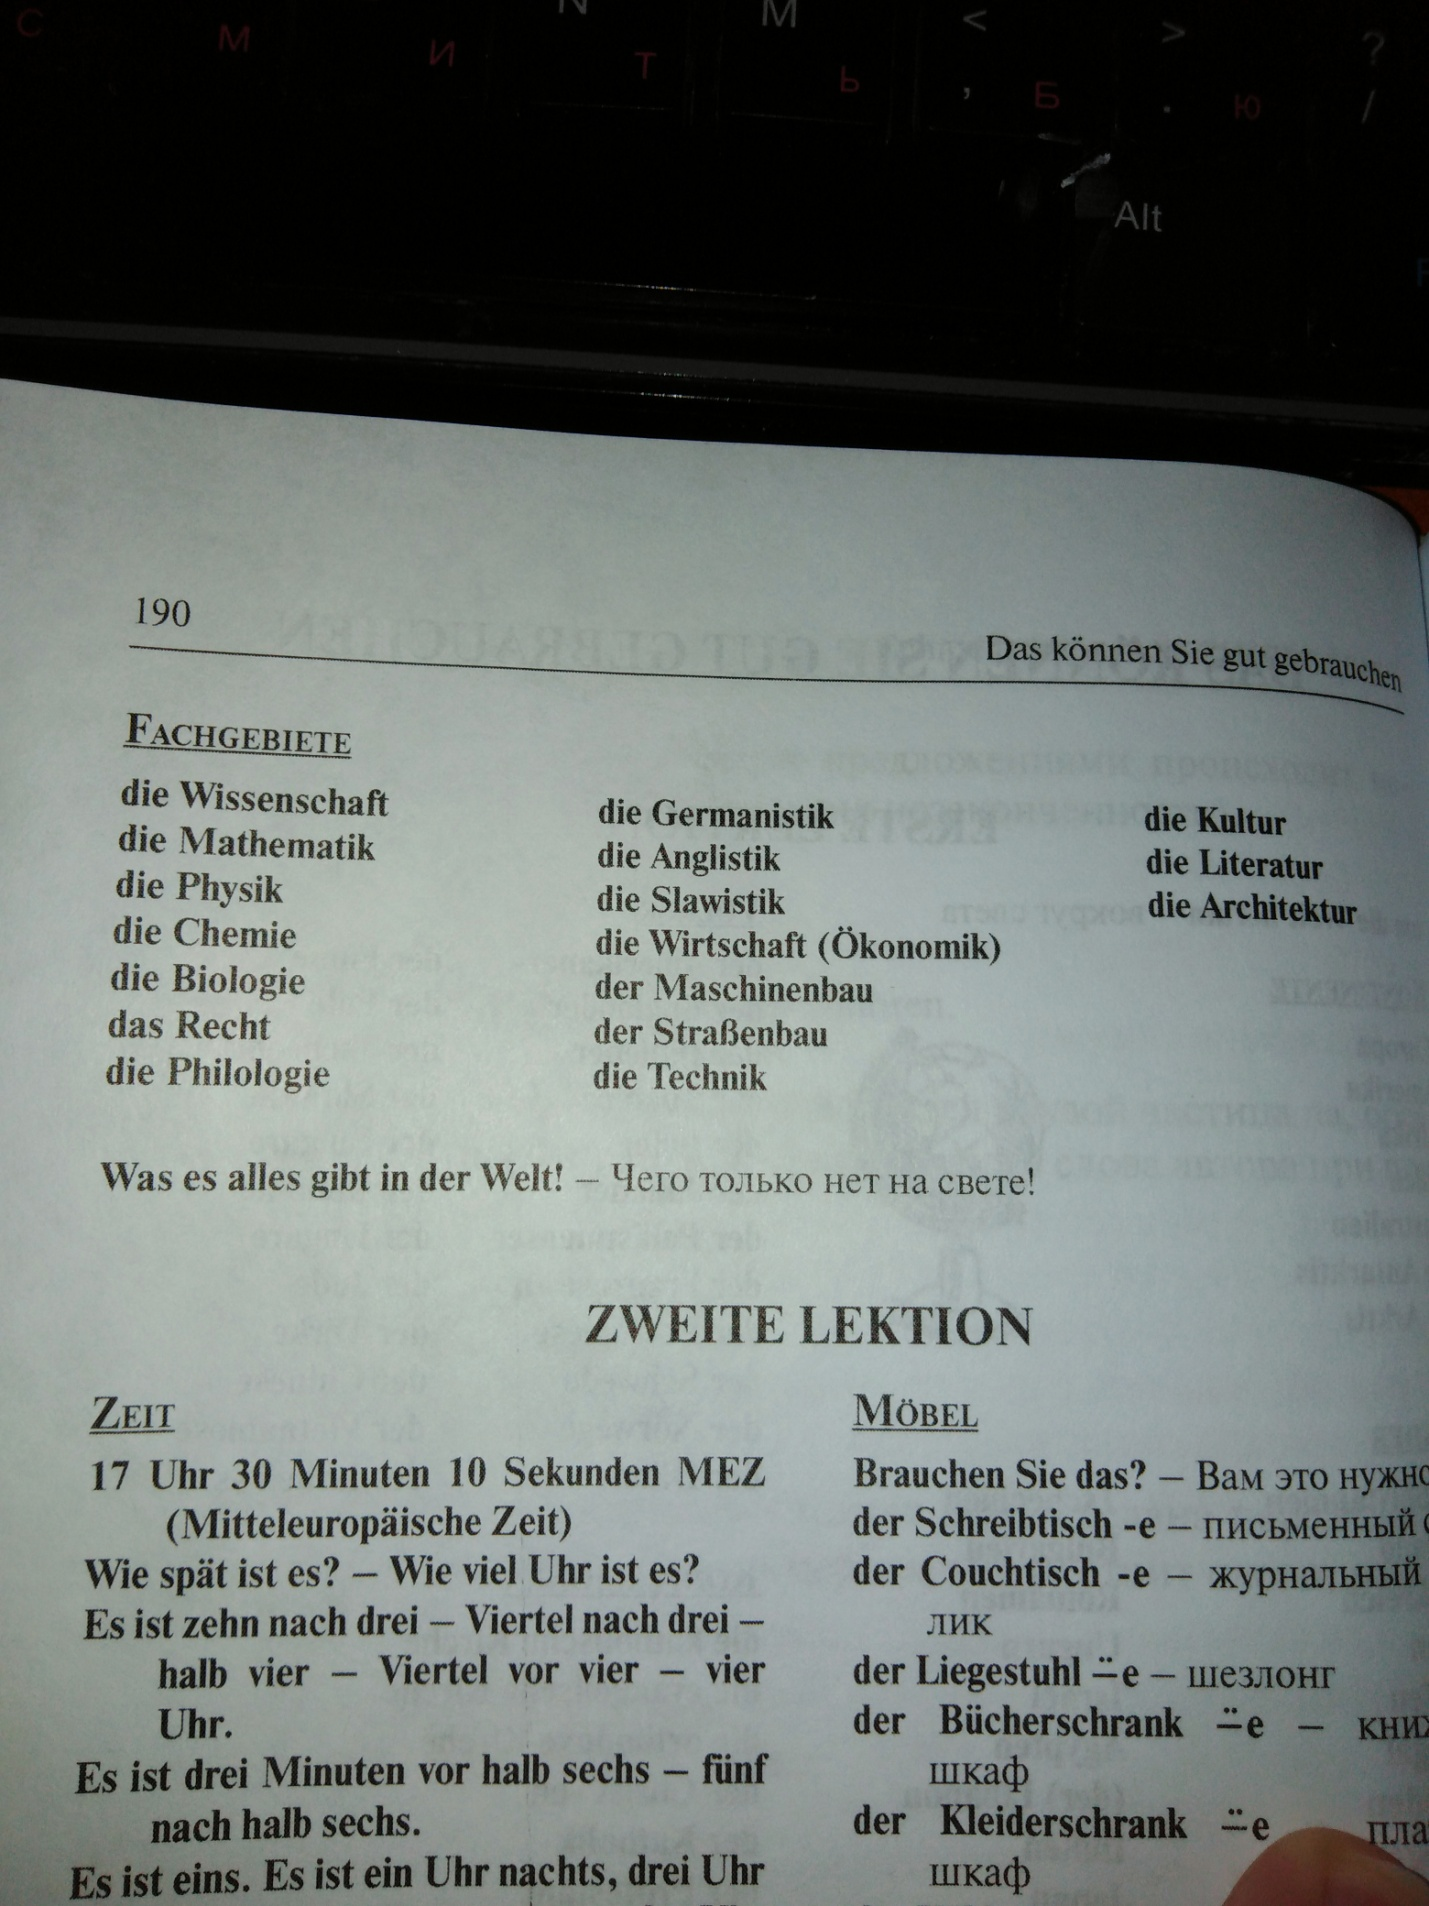 С М И N Т M Ь < , Б > . Ю ? /
Alt
190
Das können Sie gut gebrauchen
FACHGEBIETE
die Wissenschaft
die Mathematik
die Physik
die Chemie
die Biologie
das Recht
die Philologie
die Germanistik
die Anglistik
die Slawistik
die Wirtschaft (Ökonomik)
der Maschinenbau
der Straßenbau
die Technik
die Kultur
die Literatur
die Architektur
Was es alles gibt in der Welt! – Чего только нет на свете!
ZWEITE LEKTION
ZEIT
17 Uhr 30 Minuten 10 Sekunden MEZ
(Mitteleuropäische Zeit)
Wie spät ist es? – Wie viel Uhr ist es?
Es ist zehn nach drei – Viertel nach drei –
halb vier – Viertel vor vier – vier
Uhr.
Es ist drei Minuten vor halb sechs – fünf
nach halb sechs.
Es ist eins. Es ist ein Uhr nachts, drei Uhr
MÖBEL
Brauchen Sie das? – Вам это
der Schreibtisch -e – письменный
der Couchtisch -e – журнальный
лик
der Liegestuhl ¨-e – шезлонг
der Bücherschrank ¨-e –
шкаф
der Kleiderschrank ¨-e
шкаф